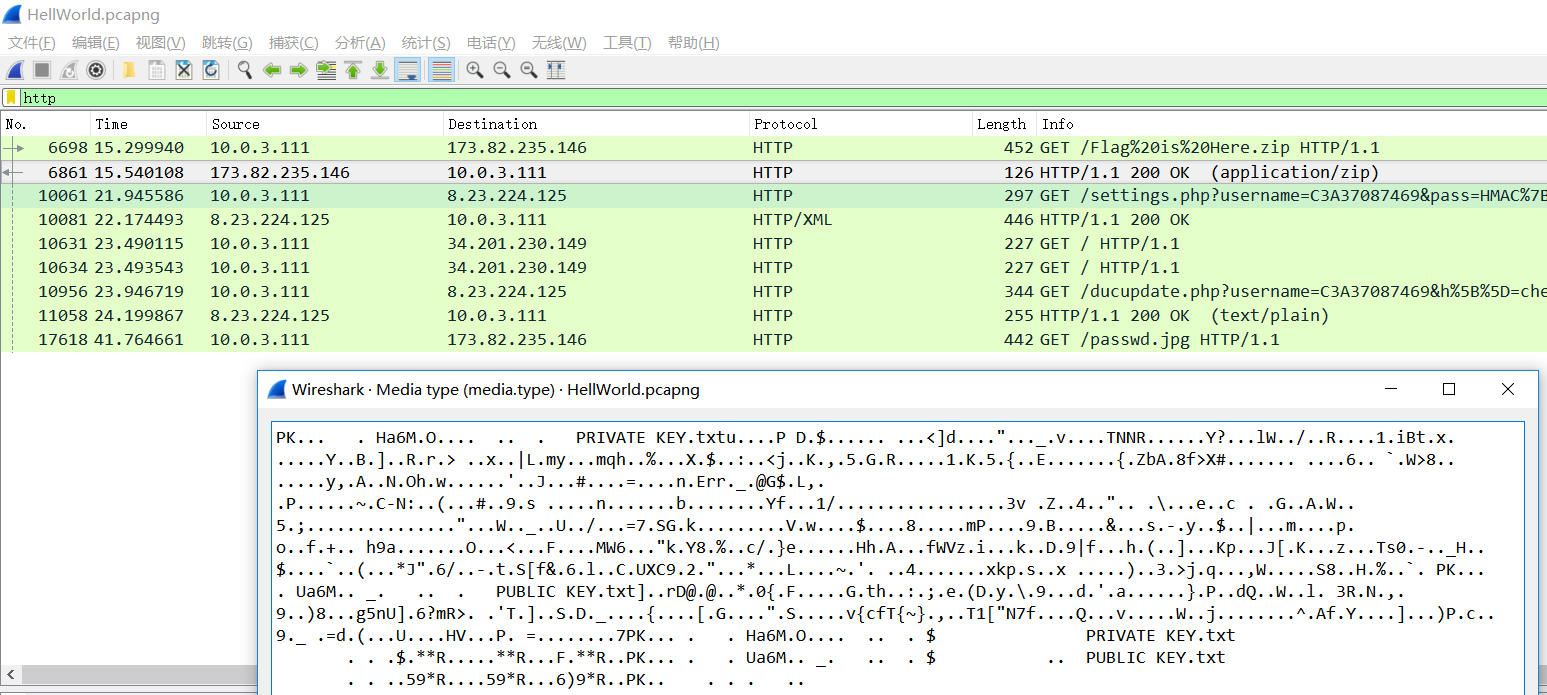 HellWorld.pcapng
文件(F) 编辑(E) 视图(V) 跳转(G) 捕获(C) 分析(A) 统计(S) 电话(Y) 无线(W) 工具(T) 帮助(H)
http
No. Time Source Destination Protocol Length Info
6698 15.299940 10.0.3.111 173.82.235.146 HTTP 452 GET /Flag%20is%20Here.zip HTTP/1.1
6861 15.540108 173.82.235.146 10.0.3.111 HTTP 126 HTTP/1.1 200 OK (application/zip)
10061 21.945586 10.0.3.111 8.23.224.125 HTTP 297 GET /settings.php?username=C3A37087469&pass=HMAC%7B
10081 22.174493 8.23.224.125 10.0.3.111 HTTP/XML 446 HTTP/1.1 200 OK
10631 23.490115 10.0.3.111 34.201.230.149 HTTP 227 GET / HTTP/1.1
10634 23.493543 10.0.3.111 34.201.230.149 HTTP 227 GET / HTTP/1.1
10956 23.946719 10.0.3.111 8.23.224.125 HTTP 344 GET /ducupdate.php?username=C3A37087469&h%5B%5D=che
11058 24.199867 8.23.224.125 10.0.3.111 HTTP 255 HTTP/1.1 200 OK (text/plain)
17618 41.764661 10.0.3.111 173.82.235.146 HTTP 442 GET /passwd.jpg HTTP/1.1
Wireshark · Media type (media.type) · HellWorld.pcapng
PK... . Ha6M.O.... .. . PRIVATE KEY.txtu....P D.$...... ...<]d...."..._.v....TNNR......Y?...lW../..R....1.iBt.x.
.....Y..B.]..R.r.> ..x..|L.my...mqh..%...X.$..:..<j..K.,.5.G.R.....1.K.5.{..E.......{.ZbA.8f>X#....... ....6.. `.W>8..
.....y,.A..N.Oh.w......'..J...#....=....n.Err._.@G$.L,.
.P......~.C-N:..(...#..9.s .....n.......b........Yf...1/.................3v .Z..4..".. .\...e..c . .G..A.W..
5.;..............."...W.._..U../...=7.SG.k.........V.w....$....8.....mP....9.B.....&...s.-.y..$..|...m....p.
o..f.+.. h9a.......O...<...F....MW6..."k.Y8.%..c/.}e......Hh.A...fWVz.i...k..D.9|f...h.(..]...Kp...J[.K...z...Ts0.-.._H..
$....`..(...*J".6/..-.t.S[f&.6.l..C.UXC9.2."...*...L....~.'. ..4.......xkp.s..x .....)..3.>j.q...,W.....S8..H.%..`. PK...
. Ua6M.. _. .. . PUBLIC KEY.txt]..rD@.@..*.0{.F.....G.th..:.;.e.(D.y.\.9...d.'.a......}.P..dQ..W..l. 3R.N.,.
9..)8...g5nU].6?mR>. .'T.]..S.D._....{....[.G....".S.....v{cfT{~}.,..T1["N7f....Q...v.....W..j........^.Af.Y....]...)P.c..
9._ .=d.(...U....HV...P. =........7PK... . . Ha6M.O.... .. . $ PRIVATE KEY.txt
. . .$.**R.....**R...F.**R..PK... . . Ua6M.. _. .. . $ .. PUBLIC KEY.txt
. . ..59*R....59*R...6)9*R..PK.. . . . ..